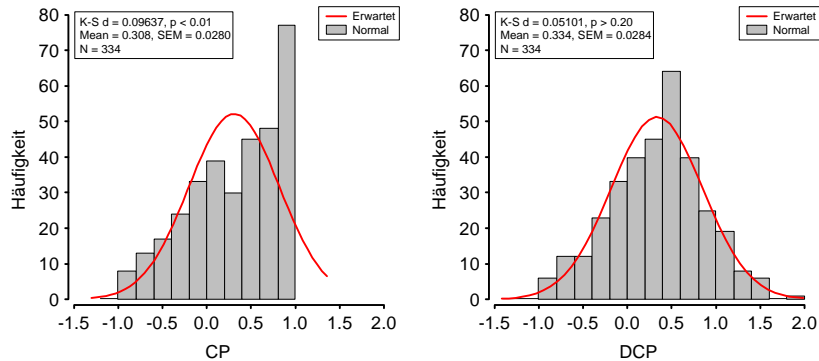 K-S d = 0.09637, p < 0.01
Mean = 0.308, SEM = 0.0280
N = 334
Erwartet
Normal
Häufigkeit
80
70
60
50
40
30
20
10
0
-1.5 -1.0 -0.5 0.0 0.5 1.0 1.5 2.0
CP
K-S d = 0.05101, p > 0.20
Mean = 0.334, SEM = 0.0284
N = 334
Erwartet
Normal
Häufigkeit
80
70
60
50
40
30
20
10
0
-1.5 -1.0 -0.5 0.0 0.5 1.0 1.5 2.0
DCP